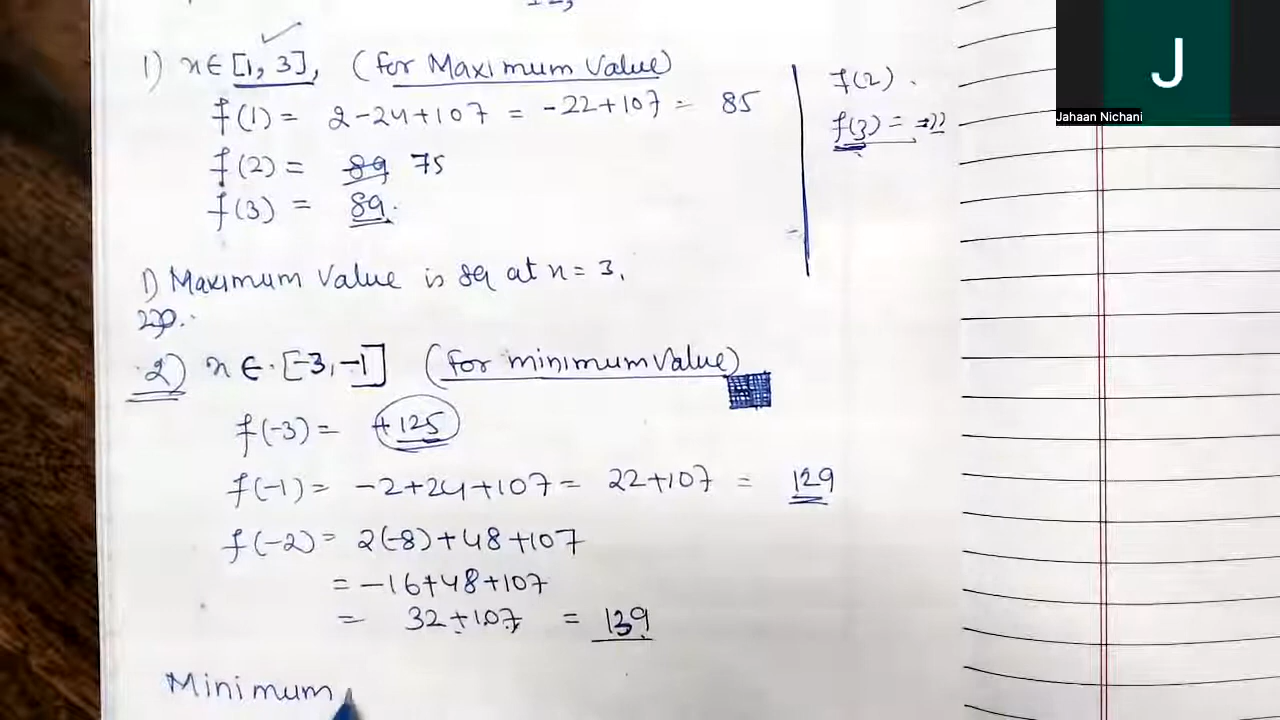 1) x ∈ [1, 3], (for Maximum Value)
f(1) = 2-24+107 = -22+107 = 85
f(2) = 89 75
f(3) = 89.
1) Maximum Value is 89 at x = 3.
2)
2) x ∈ [-3, -1] (for minimum Value)
f(-3) = +125
f(-1) = -2+24+107 = 22+107 = 129
f(-2) = 2(-8)+48+107
= -16+48+107
= 32+107 = 139
Minimum
f(2).
f(3) =
J
Jahaan Nichani